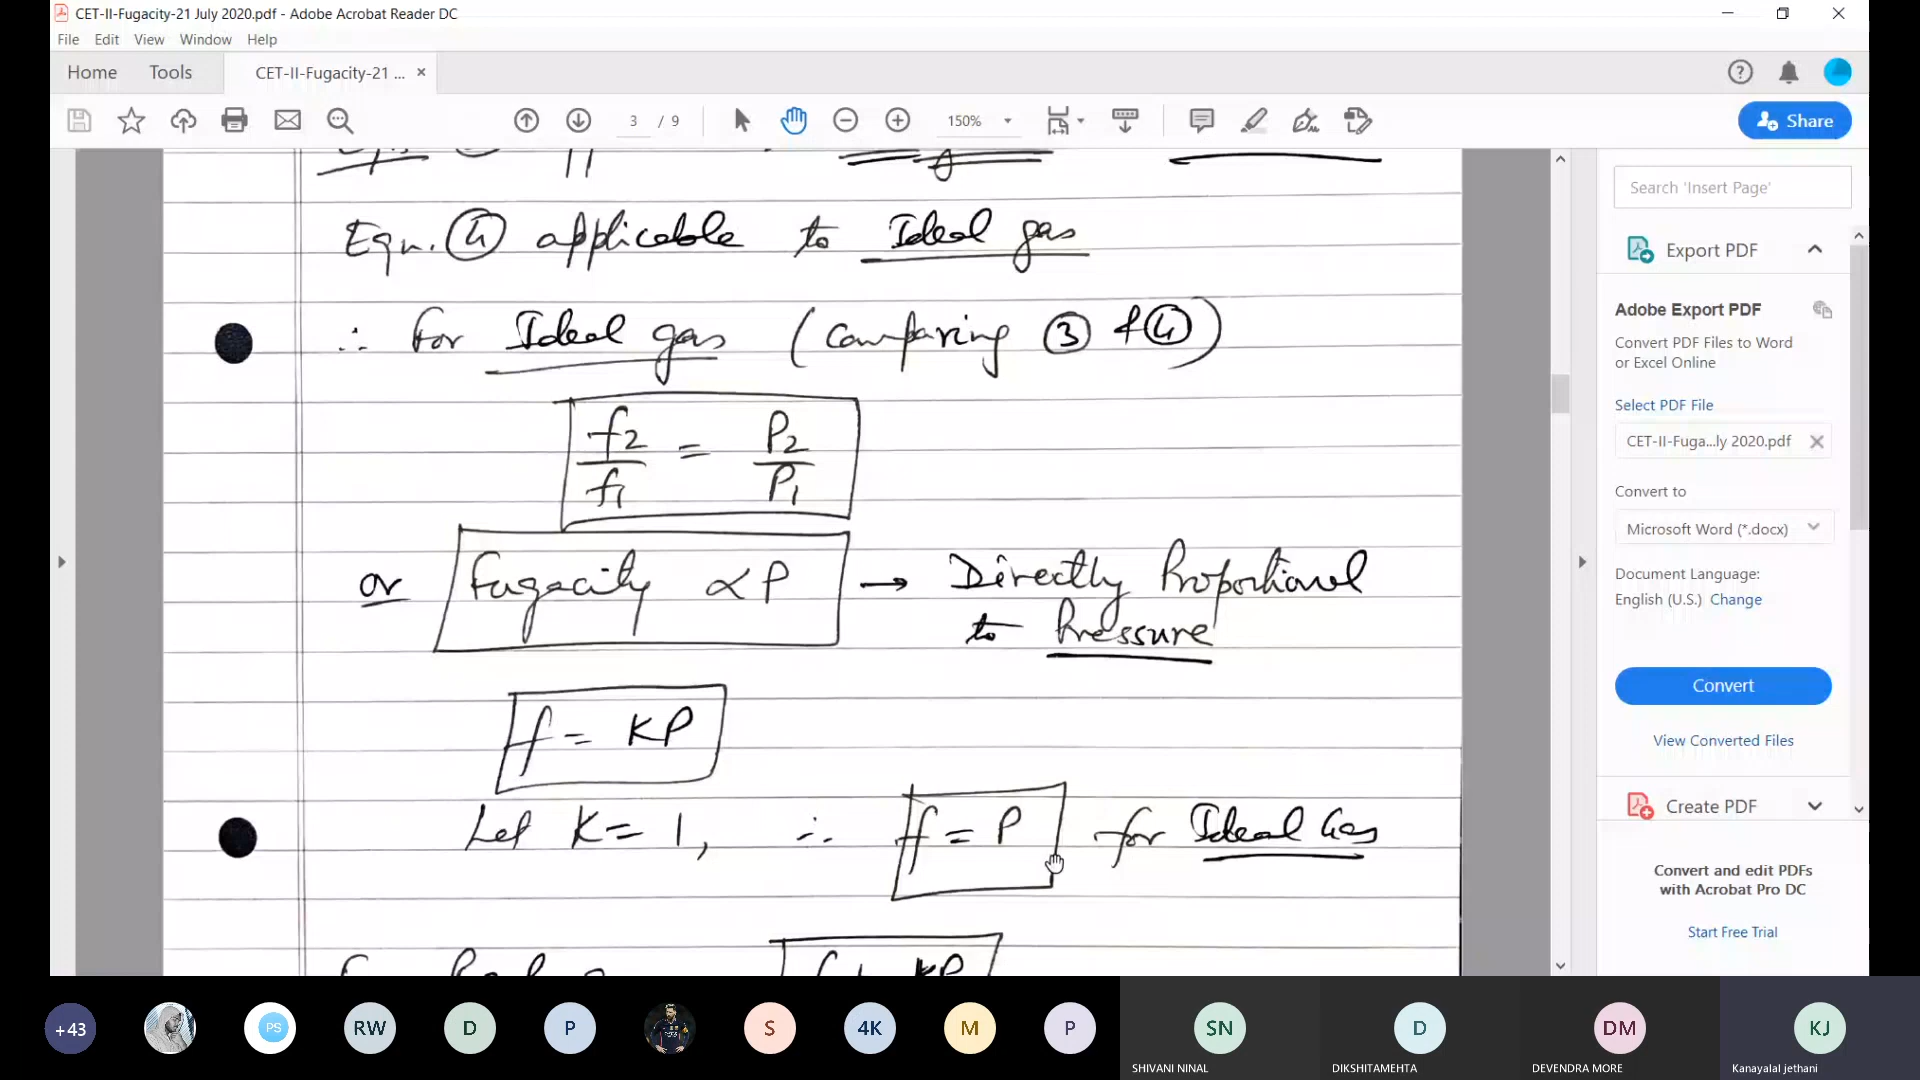 CET-II-Fugacity-21 July 2020.pdf - Adobe Acrobat Reader DC
File Edit View Window Help
Home Tools CET-II-Fugacity-21 ... ×
3 / 9 150% Share
Eqn. ④ applicable to Ideal gas
∴ for Ideal gas (Comparing ③ & ④)
f2/f1 = P2/P1
or Fugacity ∝ P → Directly Proportional
to Pressure
f = KP
Let K = 1, ∴ f = P for Ideal Gas
Search 'Insert Page'
Export PDF
Adobe Export PDF
Convert PDF Files to Word
or Excel Online
Select PDF File
CET-II-Fuga...ly 2020.pdf
Convert to
Microsoft Word (*.docx)
Document Language:
English (U.S.) Change
Convert
View Converted Files
Create PDF
Convert and edit PDFs
with Acrobat Pro DC
Start Free Trial
+43 PS RW D P S 4K M P SN D DM KJ
SHIVANI NINAL DIKSHITAMEHTA DEVENDRA MORE Kanayalal jethani